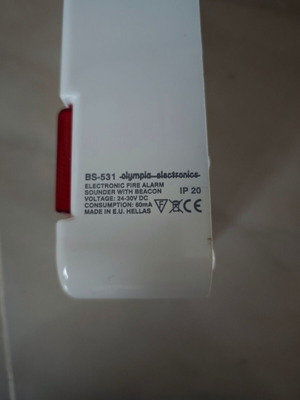 BS-531 olympia electronics
ELECTRONIC FIRE ALARM
SOUNDER WITH BEACON IP 20
VOLTAGE: 24-30V DC
CONSUMPTION: 60mA
MADE IN E.U. HELLAS F CE